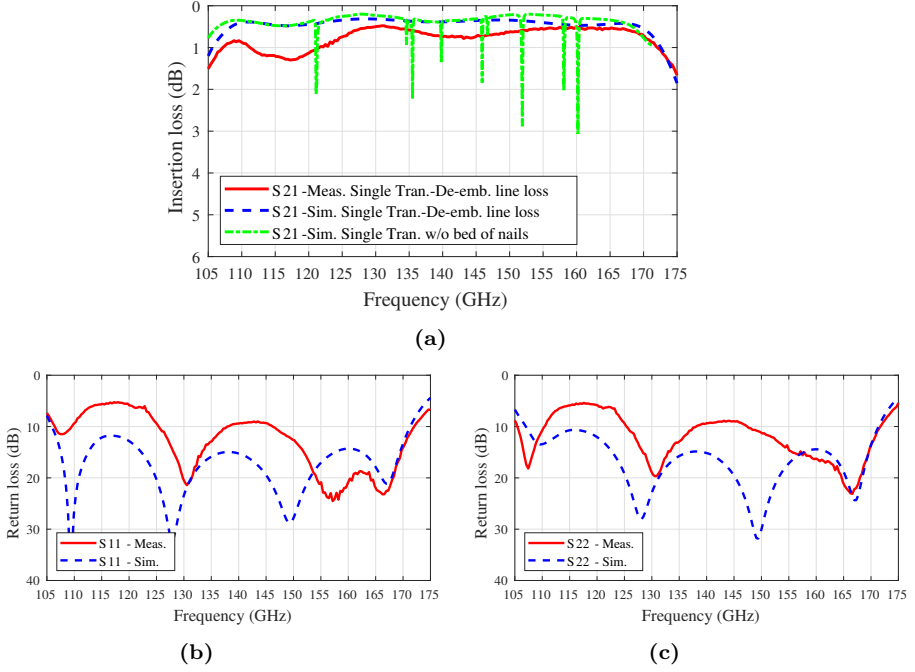 0
1
2
3
4
5
6
Insertion loss (dB)
S21-Meas. Single Tran.-De-emb. line loss
S21-Sim. Single Tran.-De-emb. line loss
S21-Sim. Single Tran. w/o bed of nails
105 110 115 120 125 130 135 140 145 150 155 160 165 170 175
Frequency (GHz)
(a)
0
10
20
30
40
Return loss (dB)
S11 - Meas.
S11 - Sim.
105 110 115 120 125 130 135 140 145 150 155 160 165 170 175
Frequency (GHz)
(b)
0
10
20
30
40
Return loss (dB)
S22 - Meas.
S22 - Sim.
105 110 115 120 125 130 135 140 145 150 155 160 165 170 175
Frequency (GHz)
(c)